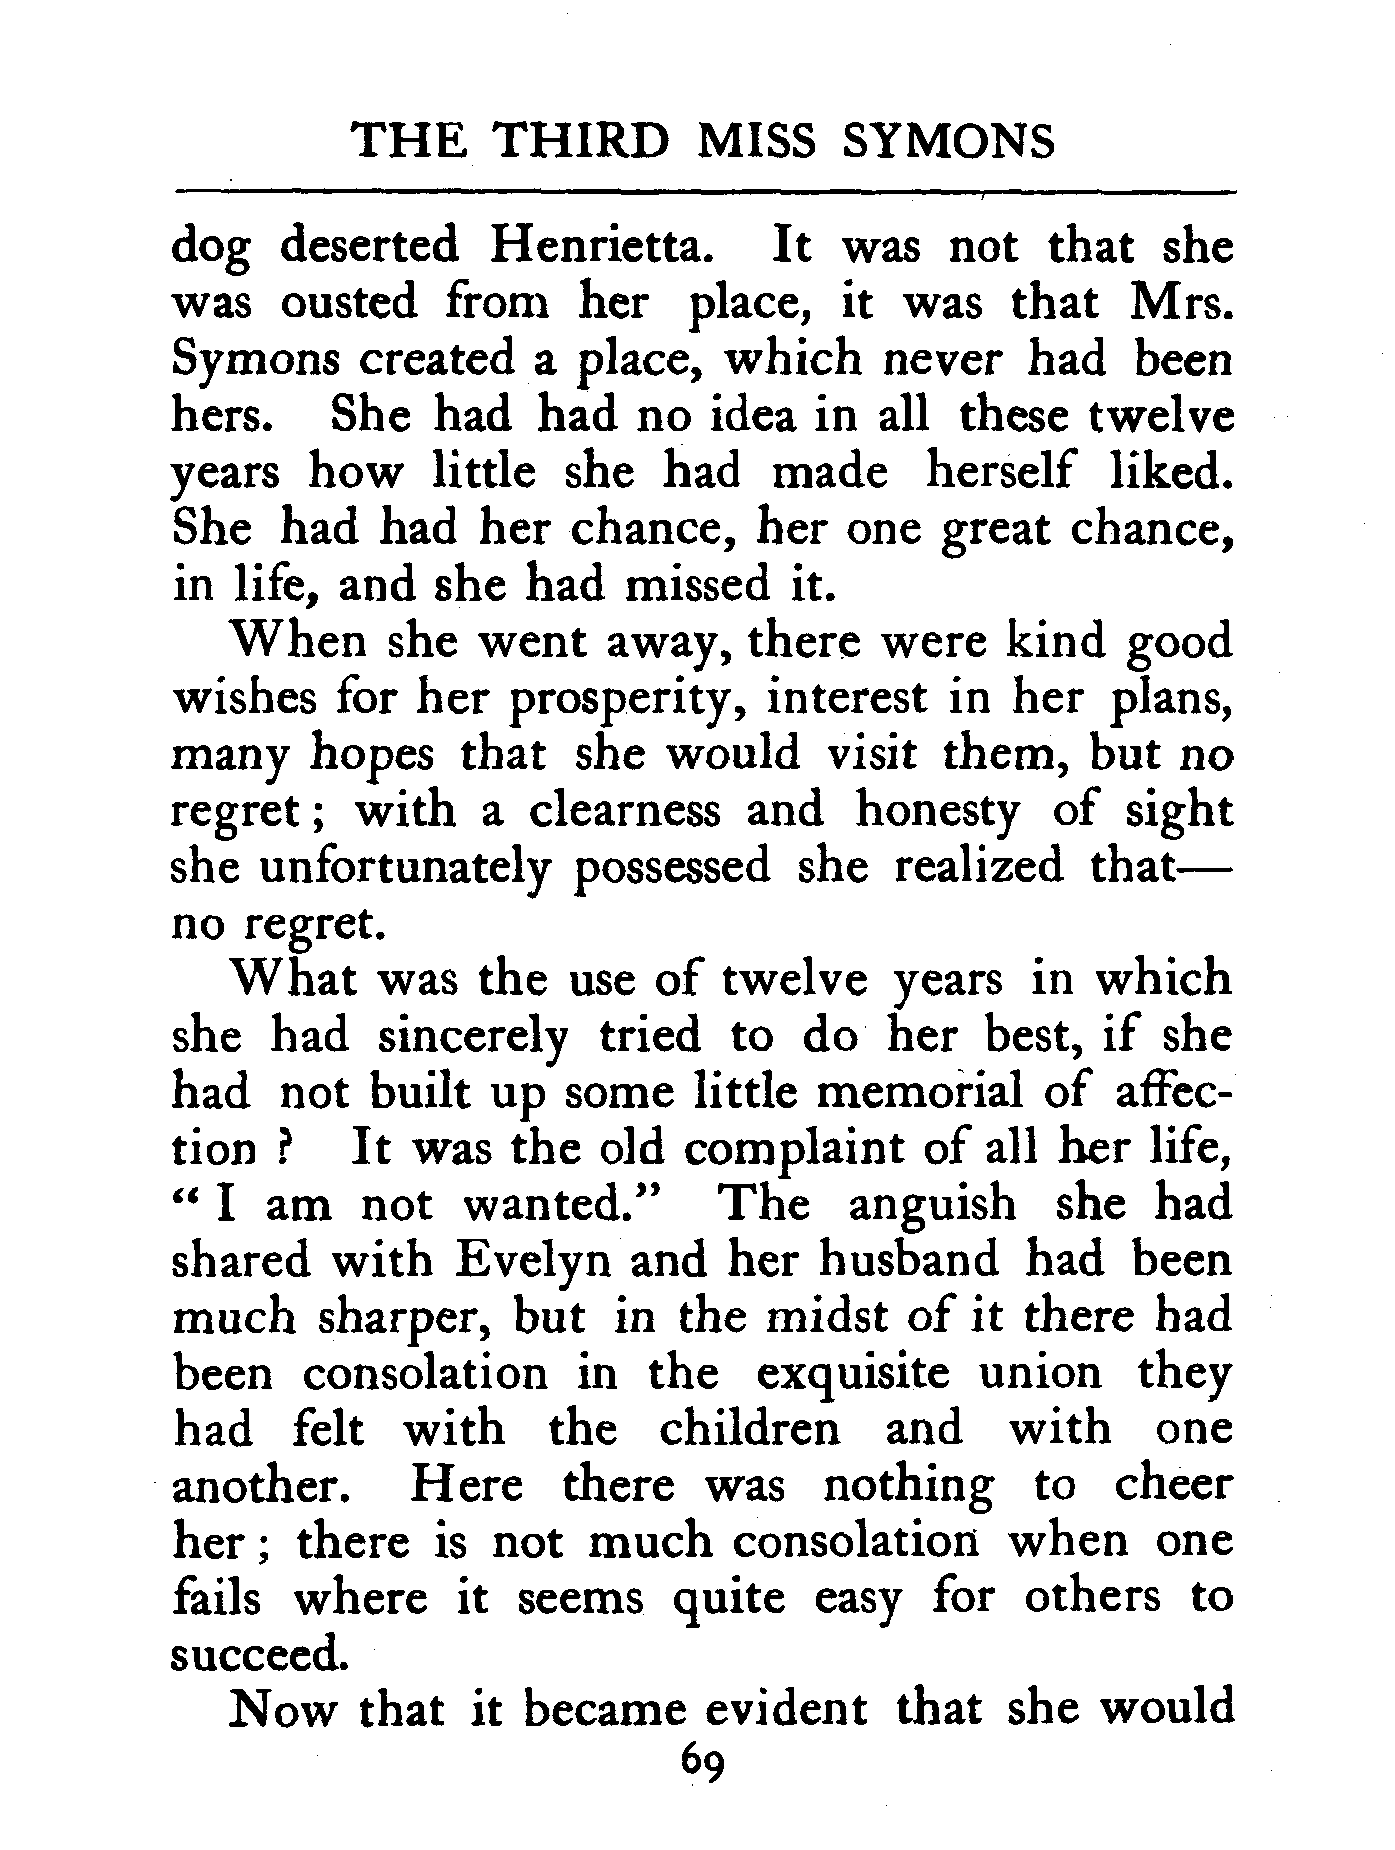 THE THIRD MISS SYMONS
dog deserted Henrietta. It was not that she
was ousted from her place, it was that Mrs.
Symons created a place, which never had been
hers. She had had no idea in all these twelve
years how little she had made herself liked.
She had had her chance, her one great chance,
in life, and she had missed it.
When she went away, there were kind good
wishes for her prosperity, interest in her plans,
many hopes that she would visit them, but no
regret ; with a clearness and honesty of sight
she unfortunately possessed she realized that—
no regret.
What was the use of twelve years in which
she had sincerely tried to do her best, if she
had not built up some little memorial of affec-
tion ? It was the old complaint of all her life,
“ I am not wanted.” The anguish she had
shared with Evelyn and her husband had been
much sharper, but in the midst of it there had
been consolation in the exquisite union they
had felt with the children and with one
another. Here there was nothing to cheer
her ; there is not much consolation when one
fails where it seems quite easy for others to
succeed.
Now that it became evident that she would
69